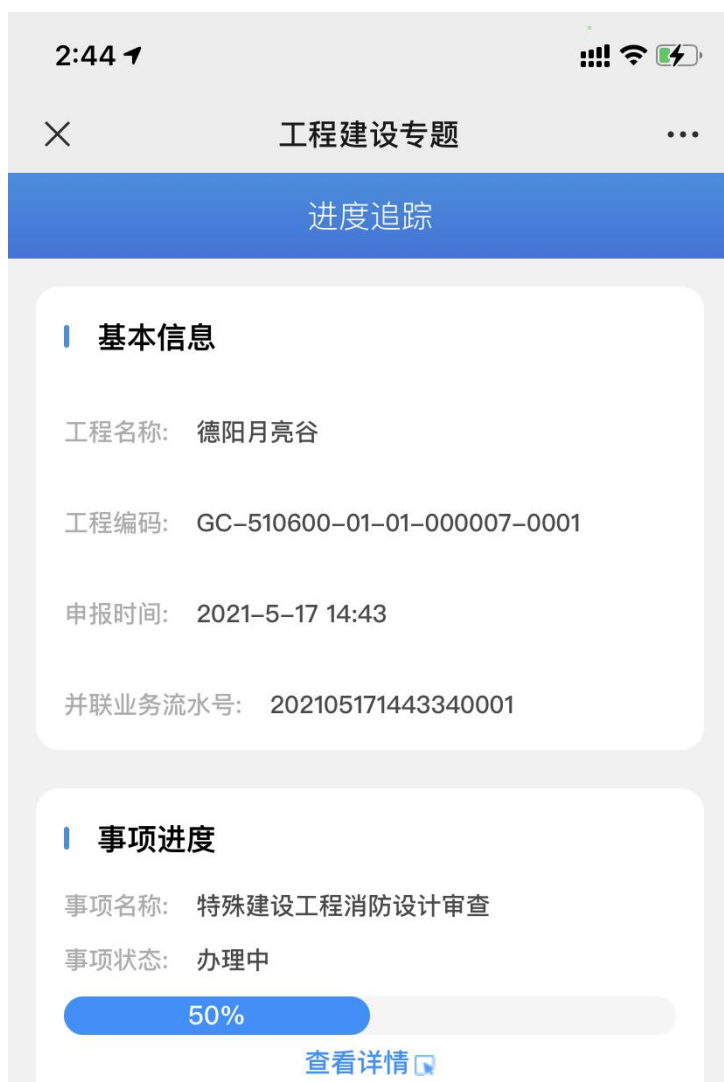 2:44
工程建设专题
进度追踪
基本信息
工程名称: 德阳月亮谷
工程编码: GC-510600-01-01-000007-0001
申报时间: 2021-5-17 14:43
并联业务流水号: 202105171443340001
事项进度
事项名称: 特殊建设工程消防设计审查
事项状态: 办理中
50%
查看详情